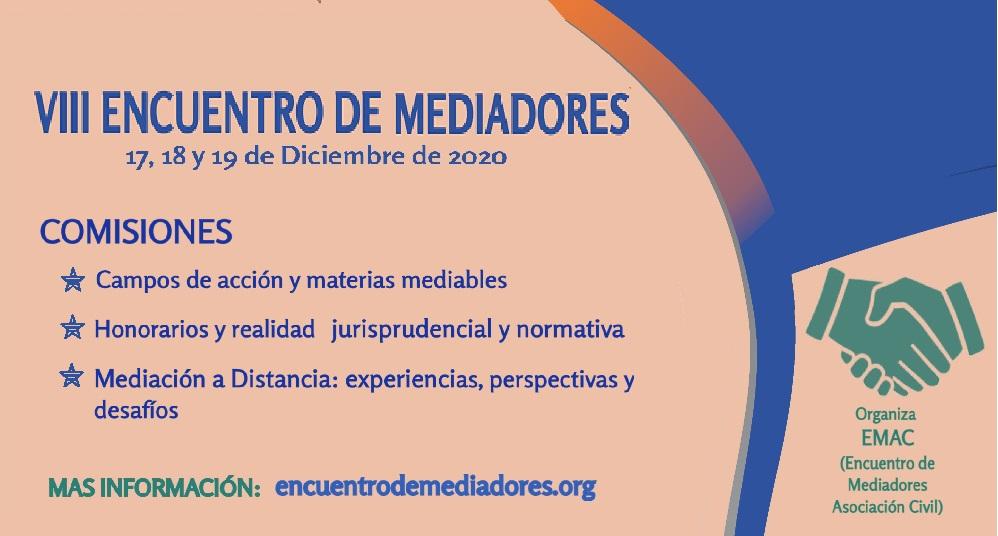 VIII ENCUENTRO DE MEDIADORES
17, 18 y 19 de Diciembre de 2020
COMISIONES
Campos de acción y materias mediables
Honorarios y realidad jurisprudencial y normativa
Mediación a Distancia: experiencias, perspectivas y
desafíos
MAS INFORMACIÓN: encuentrodemediadores.org
Organiza
EMAC
(Encuentro de
Mediadores
Asociación Civil)